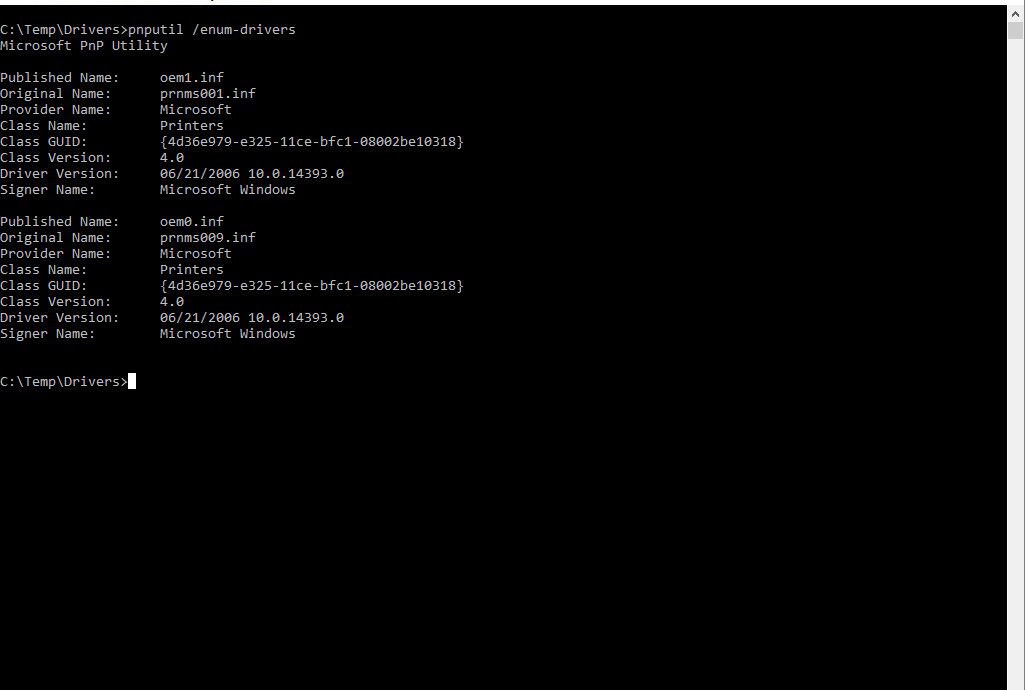 C:\Temp\Drivers>pnputil /enum-drivers
Microsoft PnP Utility
Published Name:     oem1.inf
Original Name:      prnms001.inf
Provider Name:      Microsoft
Class Name:         Printers
Class GUID:         {4d36e979-e325-11ce-bfc1-08002be10318}
Class Version:      4.0
Driver Version:     06/21/2006 10.0.14393.0
Signer Name:        Microsoft Windows
Published Name:     oem0.inf
Original Name:      prnms009.inf
Provider Name:      Microsoft
Class Name:         Printers
Class GUID:         {4d36e979-e325-11ce-bfc1-08002be10318}
Class Version:      4.0
Driver Version:     06/21/2006 10.0.14393.0
Signer Name:        Microsoft Windows
C:\Temp\Drivers>